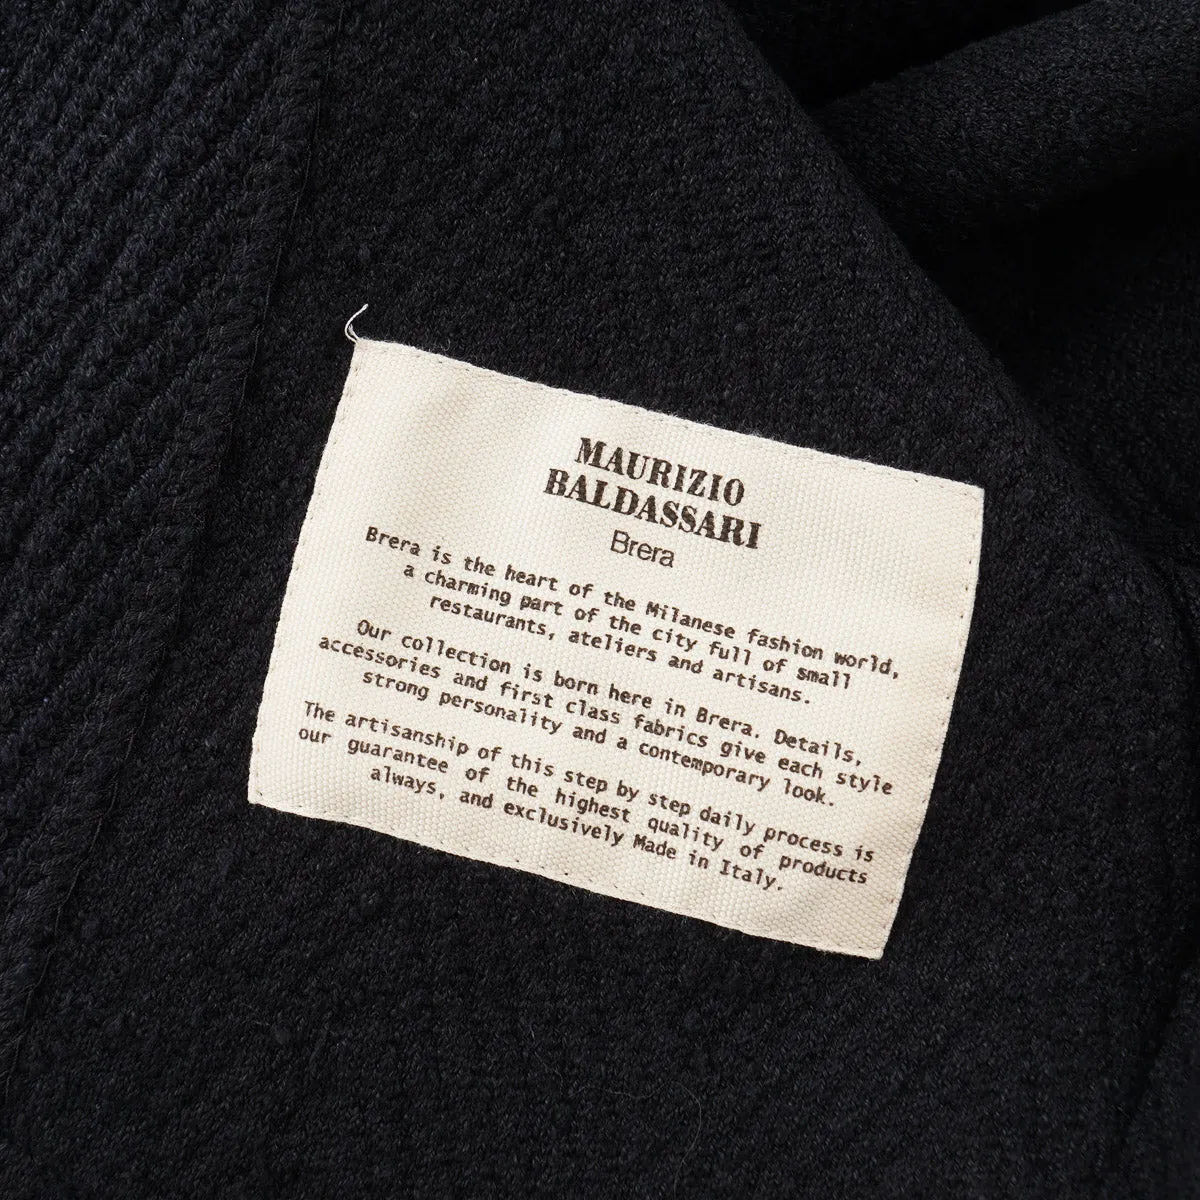 MAURIZIO
BALDASSARI
Brera
Brera is the heart of the Milanese fashion world,
a charming part of the city full of small
restaurants, ateliers and artisans.
Our collection is born here in Brera. Details,
accessories and first class fabrics give each style
strong personality and a contemporary look.
The artisanship of this step by step daily process is
our guarantee of the highest quality of products
always, and exclusively Made in Italy.